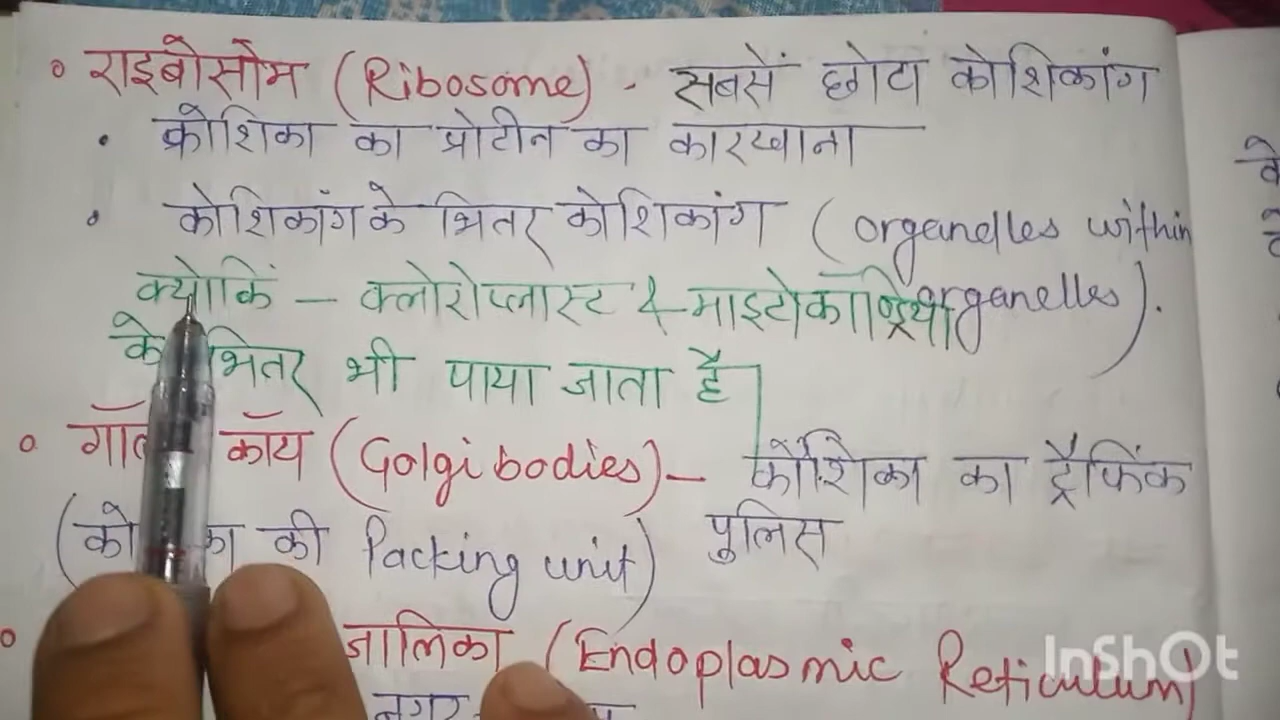 राइबोसोम (Ribosome) - सबसें छोटा कोशिकांग
• कोशिका का प्रोटीन का कारखाना
• कोशिकांग के भितर कोशिकांग (organelles within organelles).
क्योकिं - क्लोरोप्लास्ट & माइटोकॉण्ड्रिया
के भितर भी पाया जाता है।
कॉय (Golgi bodies) - कोशिका का ट्रैफिंक
पुलिस
की Packing unit)
जालिका (Endoplasmic Reticulum)
InShOt